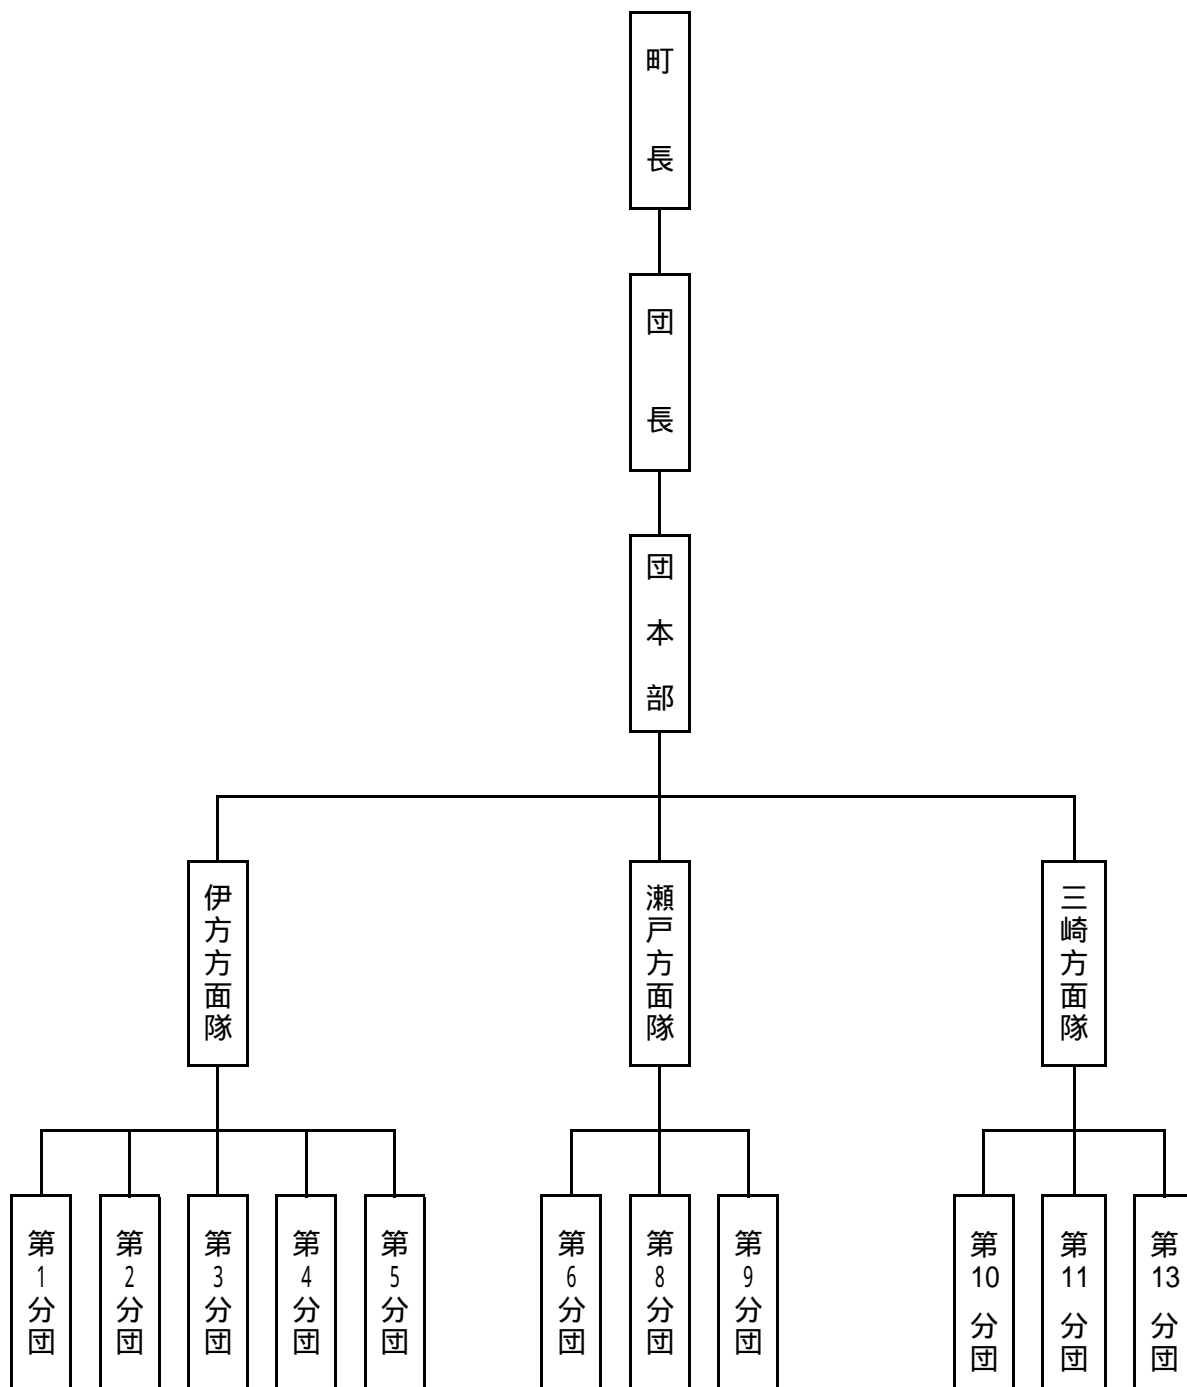 町長
団長
団本部
伊方方面隊
瀬戸方面隊
三崎方面隊
第1分団
第2分団
第3分団
第4分団
第5分団
第6分団
第8分団
第9分団
第10分団
第11分団
第13分団